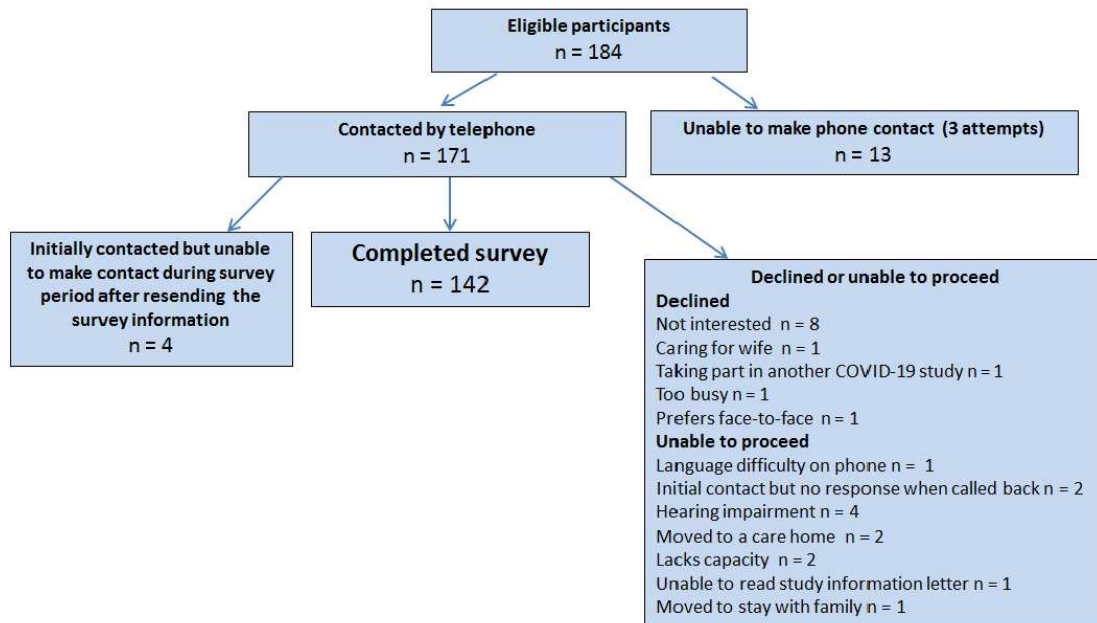 Eligible participants
n = 184
Contacted by telephone
n = 171
Unable to make phone contact (3 attempts)
n = 13
Initially contacted but unable
to make contact during survey
period after resending the
survey information
n = 4
Completed survey
n = 142
Declined or unable to proceed
Declined
Not interested n = 8
Caring for wife n = 1
Taking part in another COVID-19 study n = 1
Too busy n = 1
Prefers face-to-face n = 1
Unable to proceed
Language difficulty on phone n = 1
Initial contact but no response when called back n = 2
Hearing impairment n = 4
Moved to a care home n = 2
Lacks capacity n = 2
Unable to read study information letter n = 1
Moved to stay with family n = 1